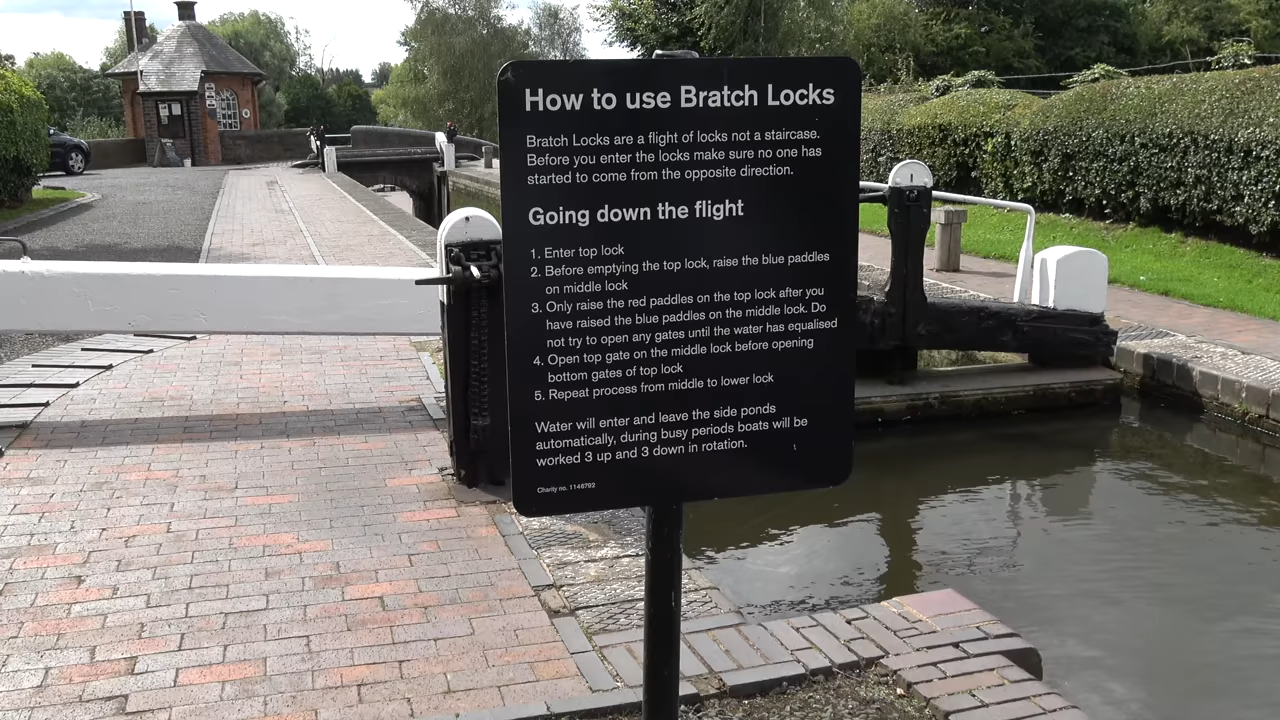 How to use Bratch Locks
Bratch Locks are a flight of locks not a staircase.
Before you enter the locks make sure no one has
started to come from the opposite direction.
Going down the flight
1. Enter top lock
2. Before emptying the top lock, raise the blue paddles
on middle lock
3. Only raise the red paddles on the top lock after you
have raised the blue paddles on the middle lock. Do
not try to open any gates until the water has equalised
4. Open top gate on the middle lock before opening
bottom gates of top lock
5. Repeat process from middle to lower lock
Water will enter and leave the side ponds
automatically, during busy periods boats will be
worked 3 up and 3 down in rotation.
Charity no. 1146792